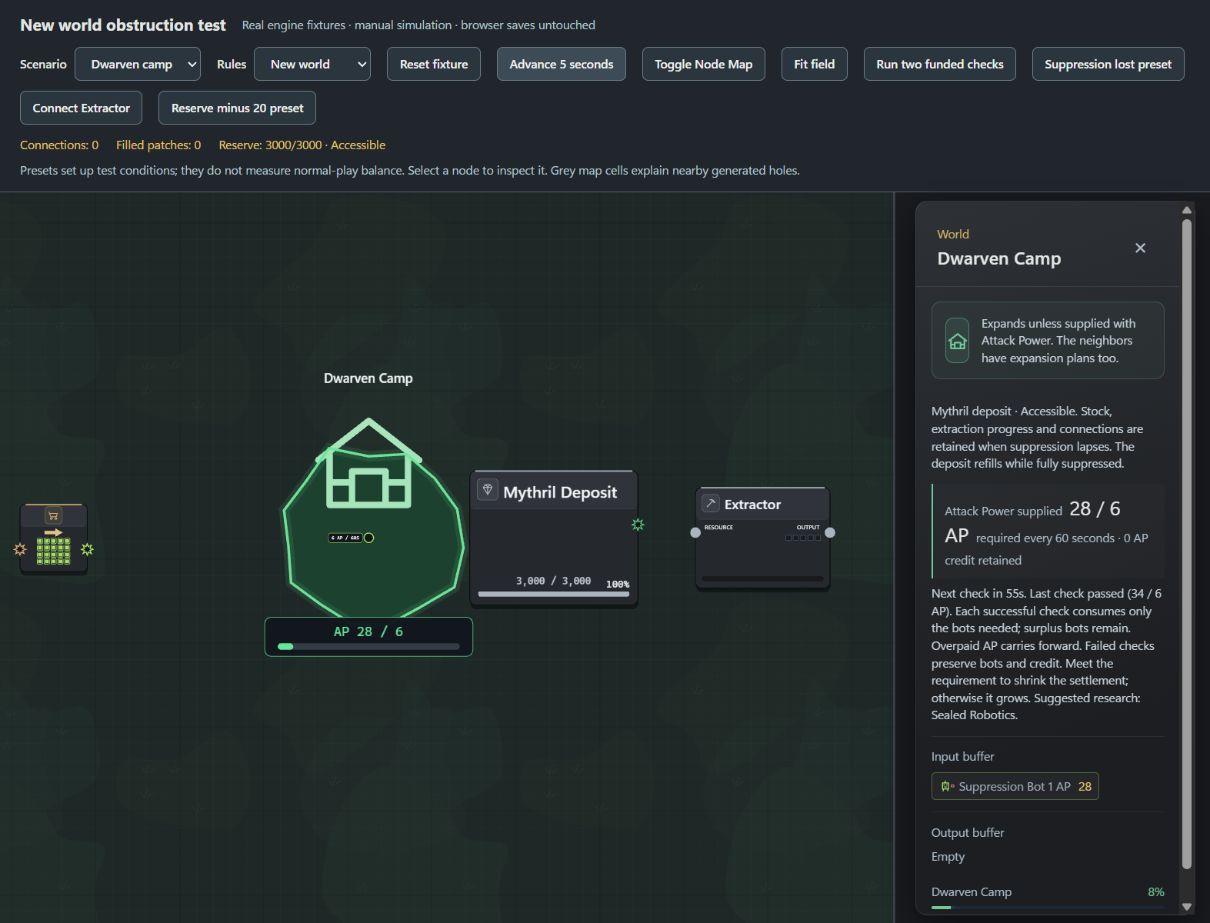 New world obstruction test Real engine fixtures · manual simulation · browser saves untouched
Scenario Dwarven camp Rules New world Reset fixture Advance 5 seconds Toggle Node Map Fit field Run two funded checks Suppression lost preset
Connect Extractor Reserve minus 20 preset
Connections: 0 Filled patches: 0 Reserve: 3000/3000 · Accessible
Presets set up test conditions; they do not measure normal-play balance. Select a node to inspect it. Grey map cells explain nearby generated holes.
Dwarven Camp
6 AP / 60S
AP 28 / 6
Mythril Deposit
3,000 / 3,000 100%
Extractor
RESOURCE OUTPUT
World
Dwarven Camp
Expands unless supplied with
Attack Power. The neighbors
have expansion plans too.
Mythril deposit · Accessible. Stock,
extraction progress and connections are
retained when suppression lapses. The
deposit refills while fully suppressed.
Attack Power supplied 28 / 6
AP required every 60 seconds · 0 AP
credit retained
Next check in 55s. Last check passed (34 / 6
AP). Each successful check consumes only
the bots needed; surplus bots remain.
Overpaid AP carries forward. Failed checks
preserve bots and credit. Meet the
requirement to shrink the settlement;
otherwise it grows. Suggested research:
Sealed Robotics.
Input buffer
Suppression Bot 1 AP 28
Output buffer
Empty
Dwarven Camp 8%